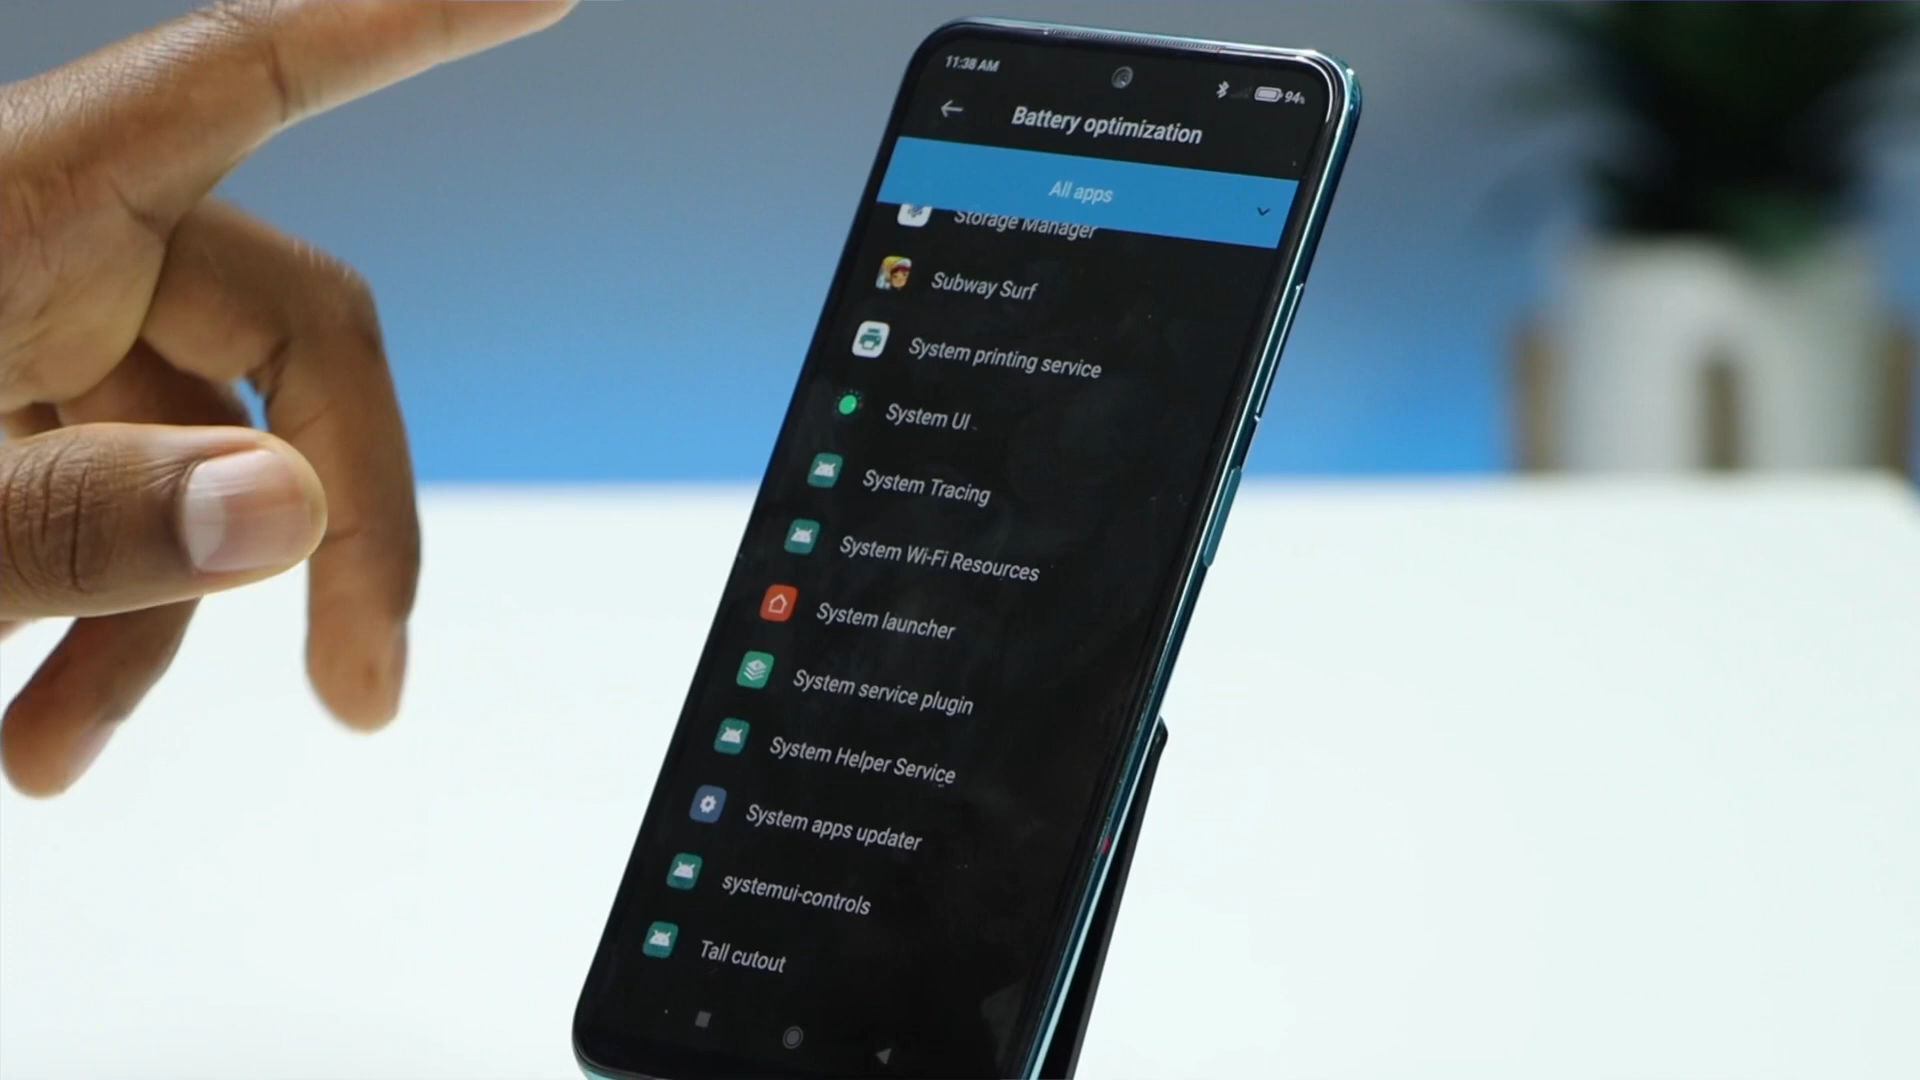 11:38 AM
94%
Battery optimization
All apps
Storage Manager
Subway Surf
System printing service
System UI
System Tracing
System Wi-Fi Resources
System launcher
System service plugin
System Helper Service
System apps updater
systemui-controls
Tall cutout